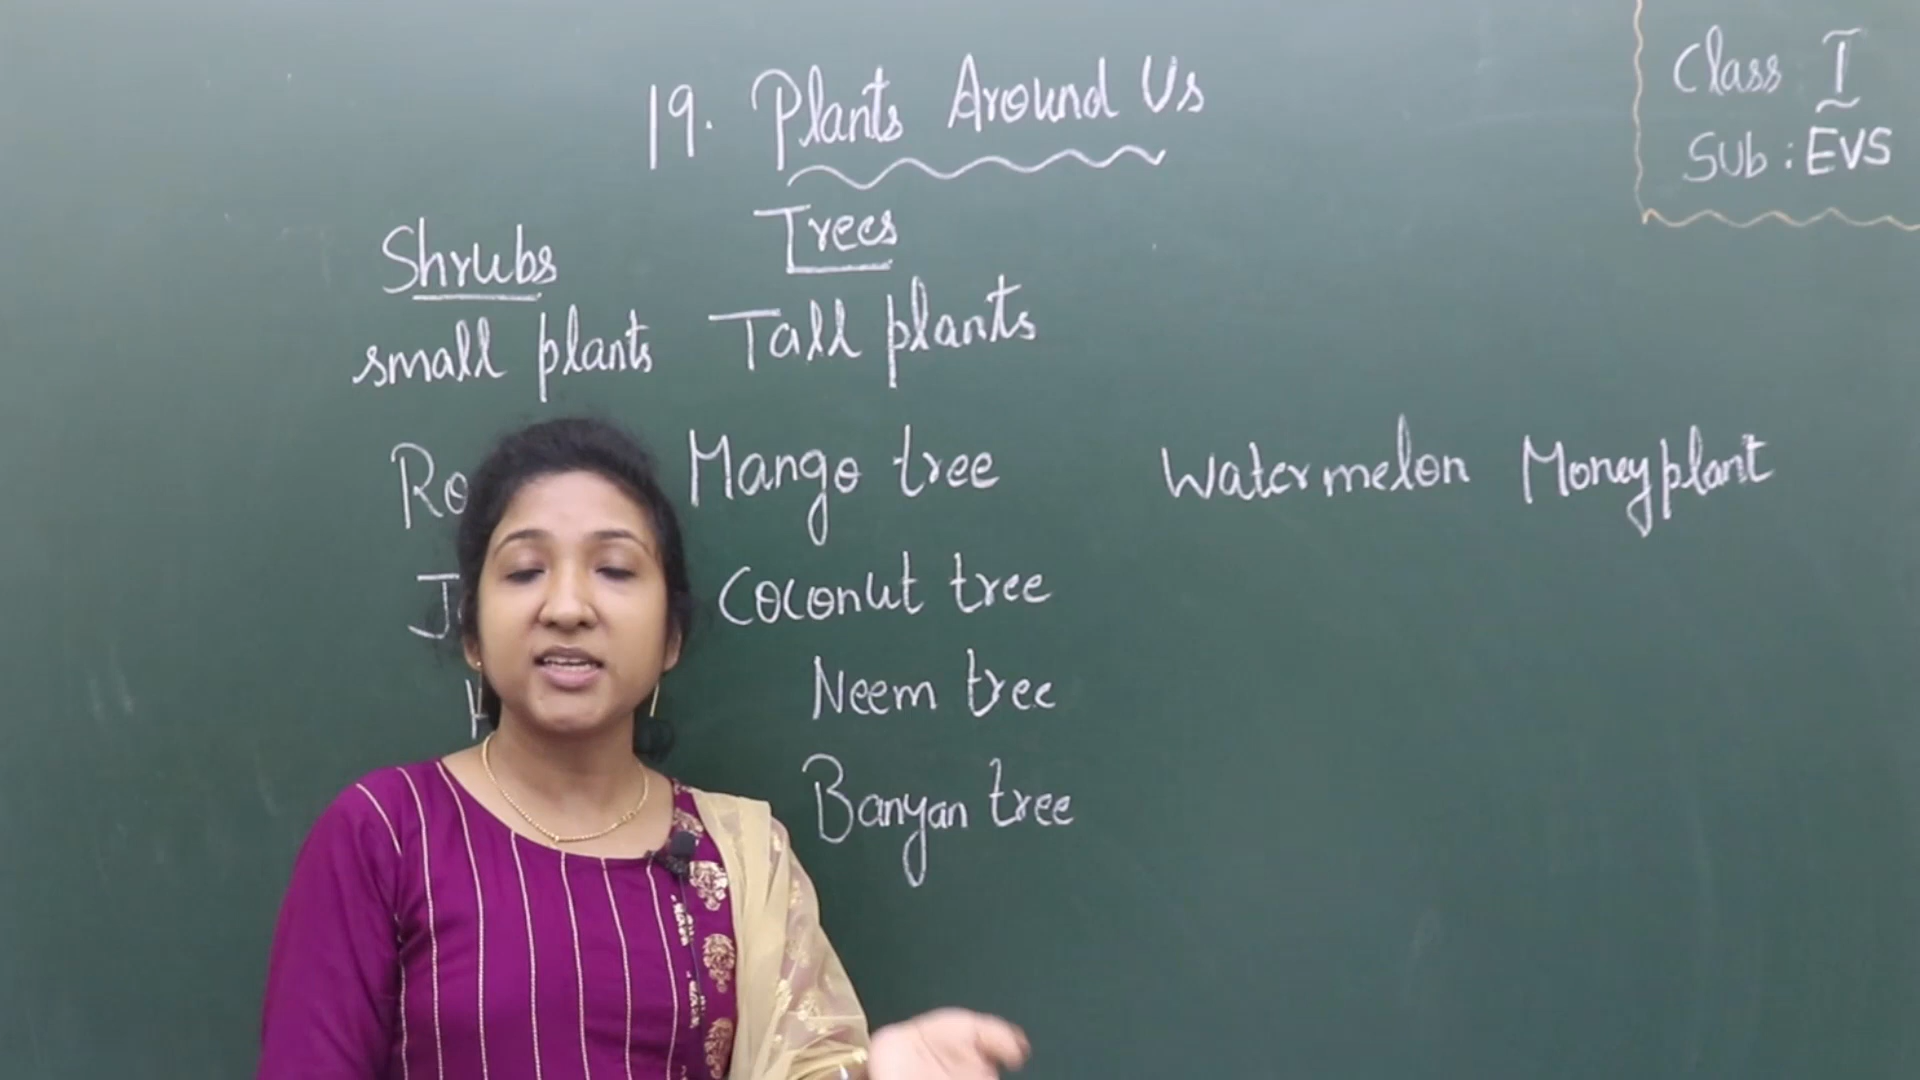 19. Plants Around Us
Class I
Sub : EVS
Shrubs
small plants
Trees
Tall plants
Mango tree
Coconut tree
Neem tree
Banyan tree
Watermelon
Moneyplant